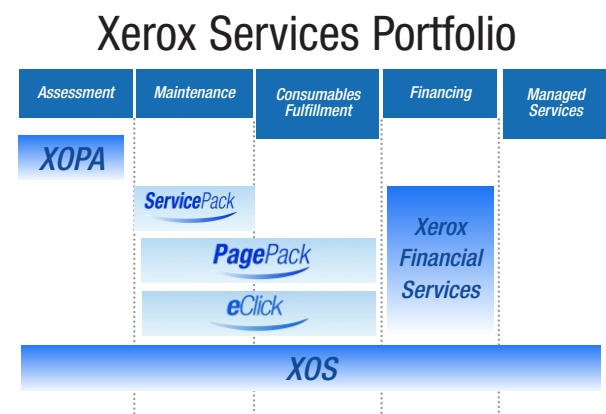 Xerox Services Portfolio
Assessment
Maintenance
Consumables
Fulfillment
Financing
Managed
Services
XOPA
ServicePack
PagePack
eClick
Xerox
Financial
Services
XOS